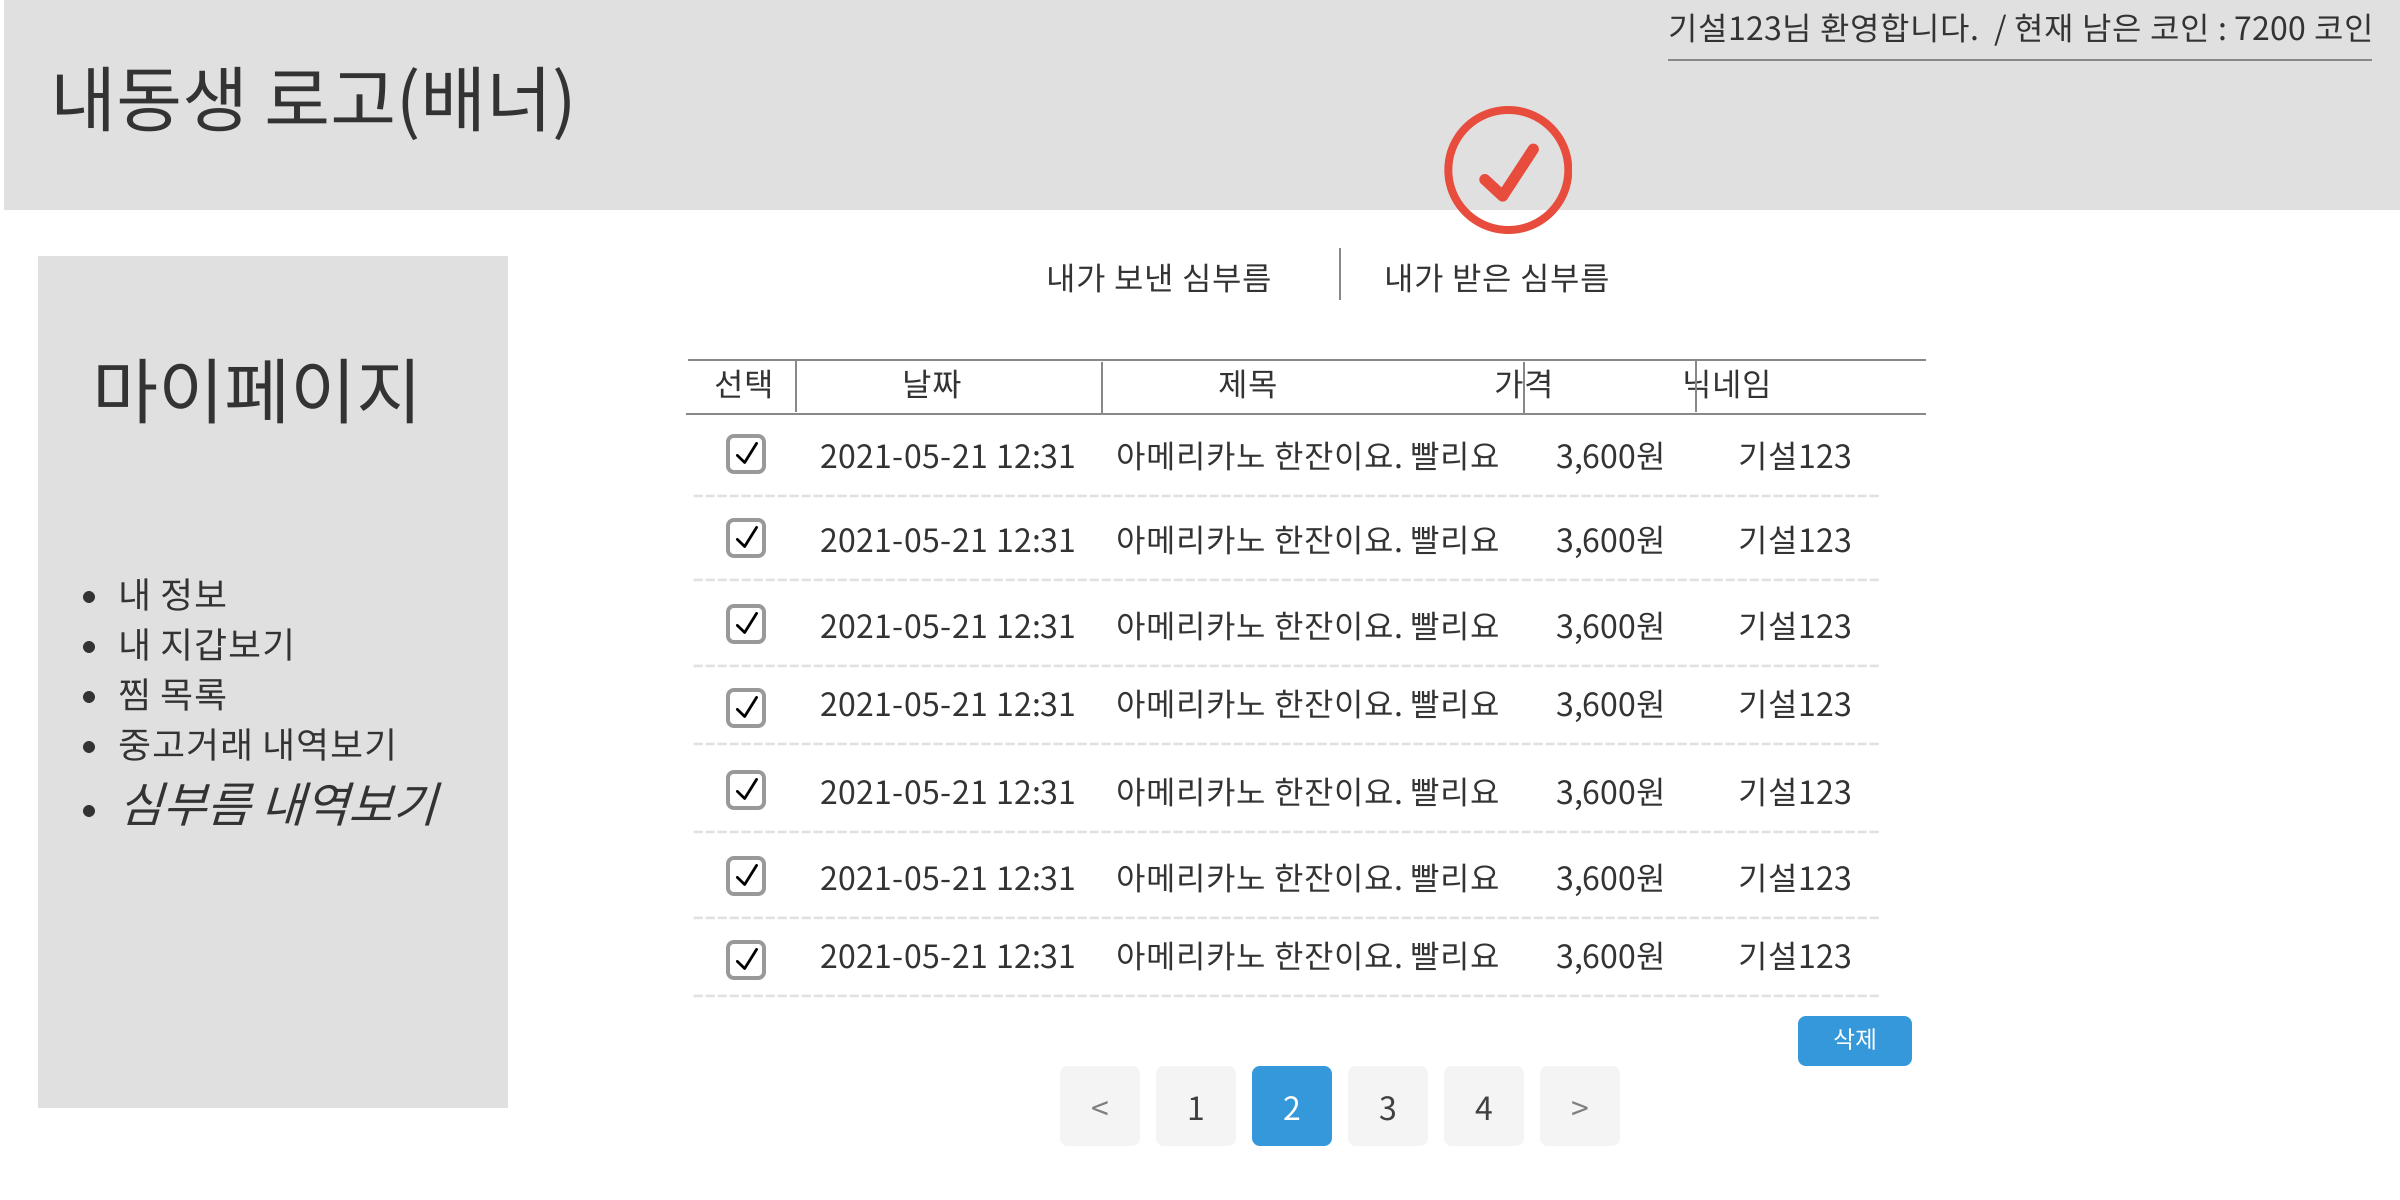 기설123님 환영합니다. / 현재 남은 코인 : 7200 코인
내동생 로고(배너)
내가 보낸 심부름 내가 받은 심부름
마이페이지
내 정보
내 지갑보기
찜 목록
중고거래 내역보기
심부름 내역보기
선택 날짜 제목 가격 닉네임
2021-05-21 12:31 아메리카노 한잔이요. 빨리요 3,600원 기설123
2021-05-21 12:31 아메리카노 한잔이요. 빨리요 3,600원 기설123
2021-05-21 12:31 아메리카노 한잔이요. 빨리요 3,600원 기설123
2021-05-21 12:31 아메리카노 한잔이요. 빨리요 3,600원 기설123
2021-05-21 12:31 아메리카노 한잔이요. 빨리요 3,600원 기설123
2021-05-21 12:31 아메리카노 한잔이요. 빨리요 3,600원 기설123
2021-05-21 12:31 아메리카노 한잔이요. 빨리요 3,600원 기설123
삭제
< 1 2 3 4 >